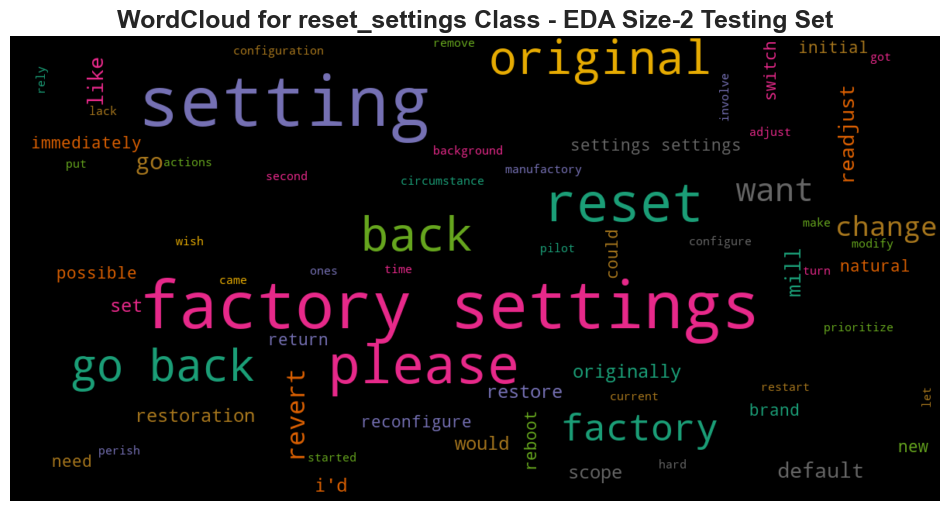 WordCloud for reset_settings Class - EDA Size-2 Testing Set
configuration
remove
original
initial
got
rely
like
setting
switch
involve
lack
immediately
background
settings settings
adjust
readjust
put
go
actions
second
circumstance
manufactory
want
reset
back
change
wish
pilot
could
configure
make
modify
possible
came
ones
time
mill
turn
natural
set
factory settings
prioritize
return
go back
please
originally
restore
current
restart
let
restoration
revert
reconfigure
brand
factory
would
reboot
new
need
perish
started
scope
hard
default
i'd